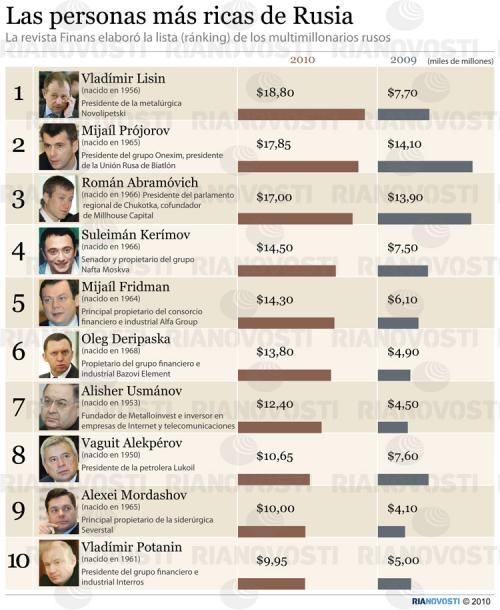 Las personas más ricas de Rusia
La revista Finans elaboró la lista (ránking) de los multimillonarios rusos
2010 2009 (miles de millones)
1 Vladímir Lisin
(nacido en 1956)
Presidente de la metalúrgica
Novolipetski
$18,80 $7,70
2 Mijaíl Prójorov
(nacido en 1965)
Presidente del grupo Onexim, presidente
de la Unión Rusa de Biatlón
$17,85 $14,10
3 Román Abramóvich
(nacido en 1966) Presidente del parlamento
regional de Chukotka, cofundador
de Millhouse Capital
$17,00 $13,90
4 Suleimán Kerímov
(nacido en 1966)
Senador y propietario del grupo
Nafta Moskva
$14,50 $7,50
5 Mijaíl Fridman
(nacido en 1964)
Principal propietario del consorcio
financiero e industrial Alfa Group
$14,30 $6,10
6 Oleg Deripaska
(nacido en 1968)
Propietario del grupo financiero e
industrial Bazovi Element
$13,80 $4,90
7 Alisher Usmánov
(nacido en 1953)
Fundador de Metalloinvest e inversor en
empresas de Internet y telecomunicaciones
$12,40 $4,50
8 Vaguit Alekpérov
(nacido en 1950)
Presidente de la petrolera Lukoil
$10,65 $7,60
9 Alexei Mordashov
(nacido en 1965)
Principal propietario de la siderúrgica
Severstal
$10,00 $4,10
10 Vladímir Potanin
(nacido en 1961)
Presidente del grupo financiero e
industrial Interros
$9,95 $5,00
RIANOVOSTI © 2010